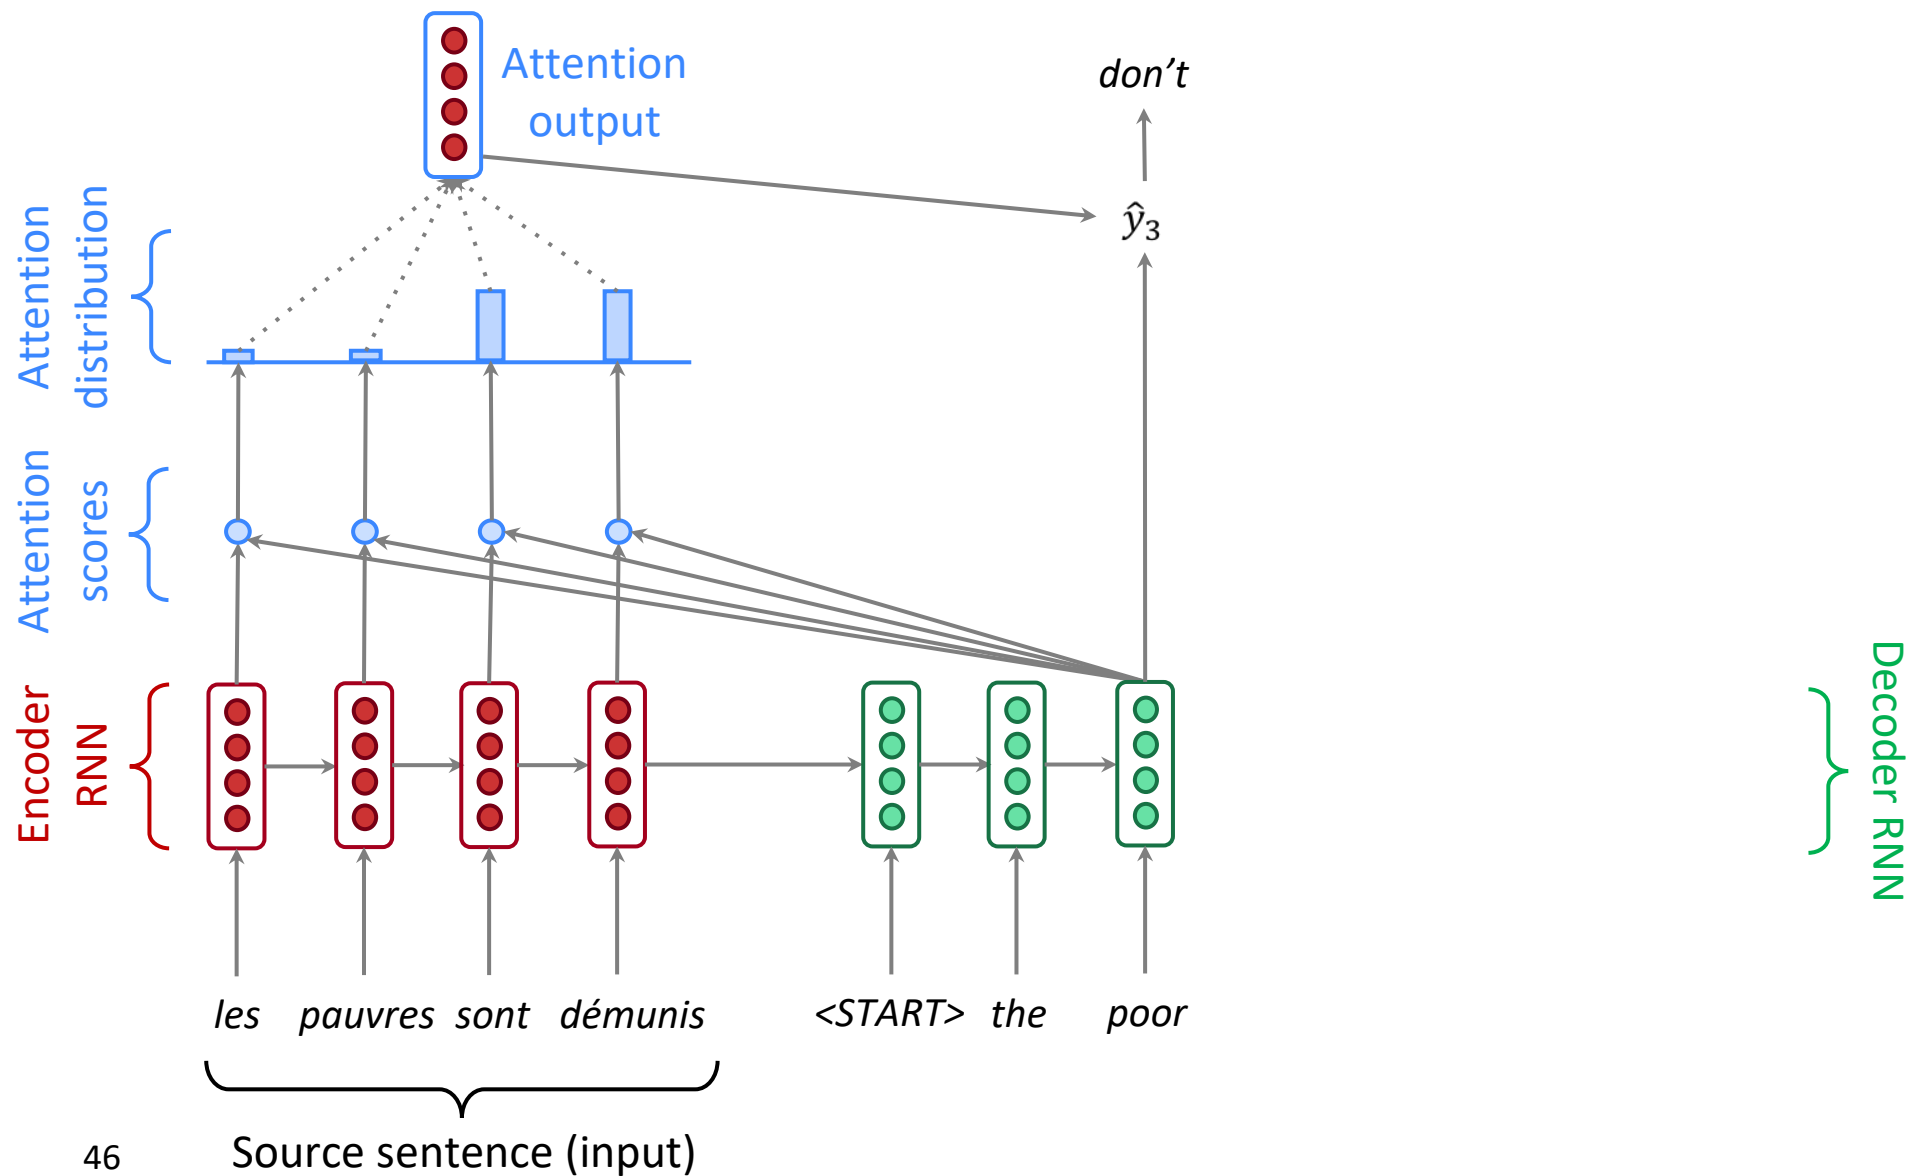 Attention
output
don't
ŷ₃
Attention
distribution
Attention
scores
Encoder
RNN
Decoder RNN
les pauvres sont démunis <START> the poor
Source sentence (input)
46